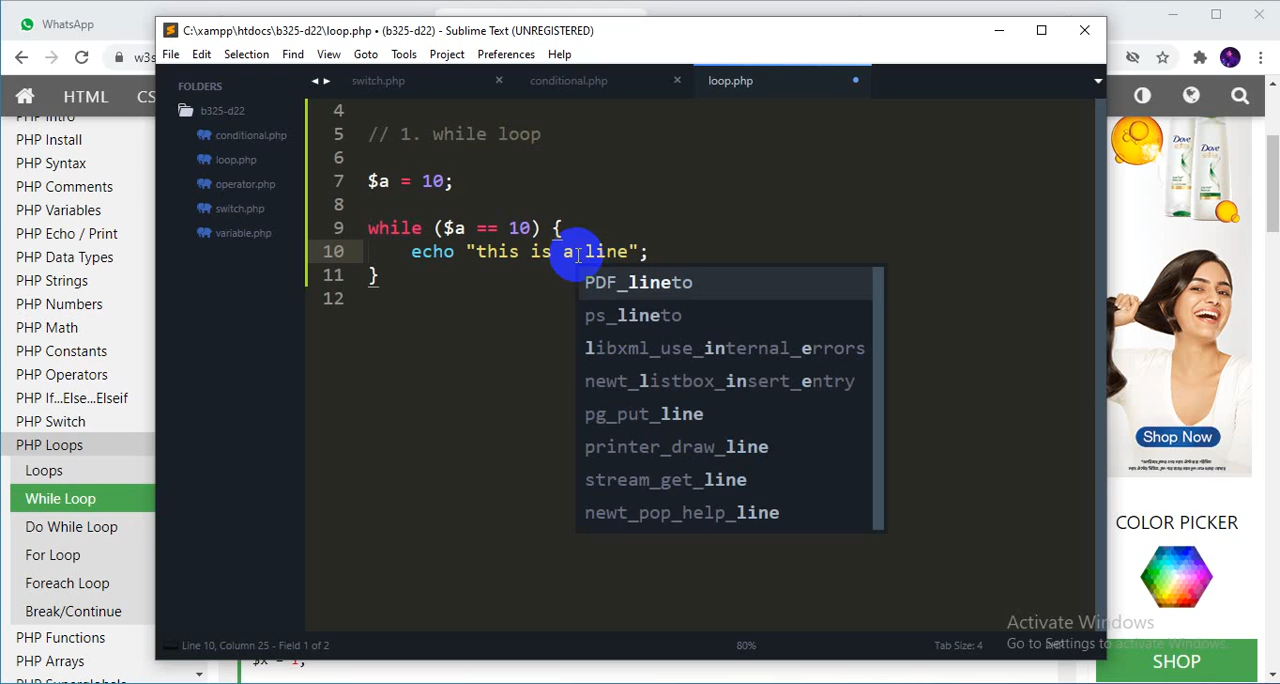 WhatsApp
C:\xampp\htdocs\b325-d22\loop.php • (b325-d22) - Sublime Text (UNREGISTERED)
File Edit Selection Find View Goto Tools Project Preferences Help
w3s
HTML
CS
FOLDERS
b325-d22
conditional.php
loop.php
operator.php
switch.php
variable.php
switch.php
conditional.php
loop.php
4
5 // 1. while loop
6
7 $a = 10;
8
9 while ($a == 10) {
10 echo "this is a line";
11 }
12
PDF_lineto
ps_lineto
libxml_use_internal_errors
newt_listbox_insert_entry
pg_put_line
printer_draw_line
stream_get_line
newt_pop_help_line
PHP Intro
PHP Install
PHP Syntax
PHP Comments
PHP Variables
PHP Echo / Print
PHP Data Types
PHP Strings
PHP Numbers
PHP Math
PHP Constants
PHP Operators
PHP If...Else...Elseif
PHP Switch
PHP Loops
Loops
While Loop
Do While Loop
For Loop
Foreach Loop
Break/Continue
PHP Functions
PHP Arrays
PHP Superglobals
Line 10, Column 25 - Field 1 of 2
80%
Tab Size: 4
$x = 1;
Dove
Dove
Shop Now
COLOR PICKER
Activate Windows
Go to Settings to activate Windows.
SHOP